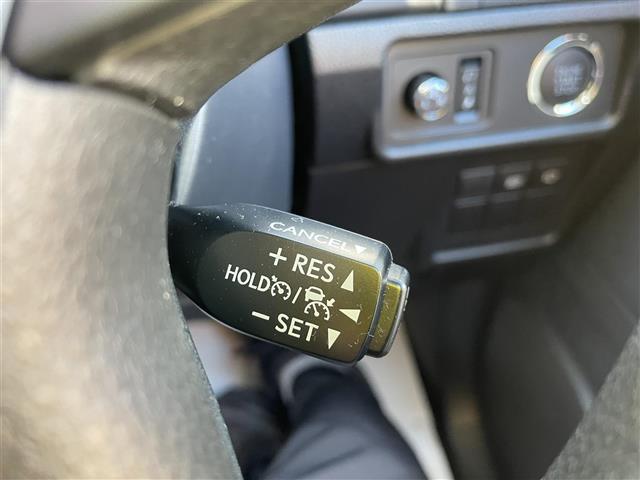 CANCEL▼
+ RES ▲
HOLD / ◀
− SET ▼